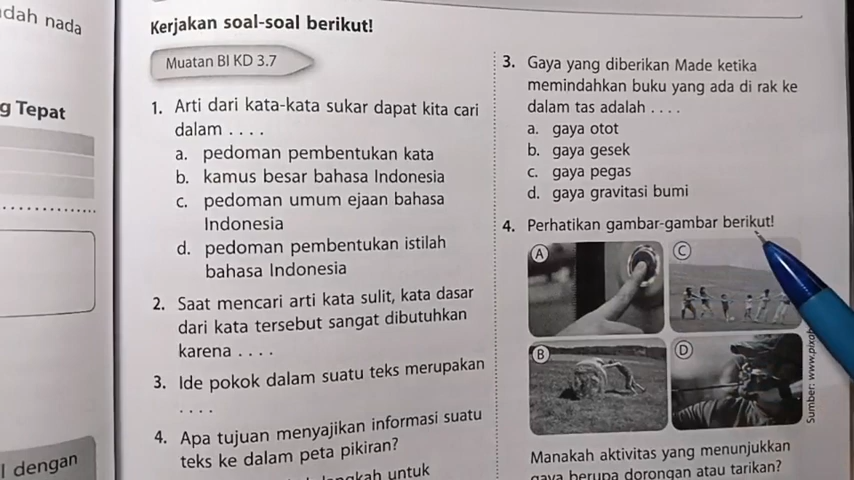 dah nada
g Tepat
l dengan
Kerjakan soal-soal berikut!
Muatan BI KD 3.7
1. Arti dari kata-kata sukar dapat kita cari
dalam . . . .
a. pedoman pembentukan kata
b. kamus besar bahasa Indonesia
c. pedoman umum ejaan bahasa
Indonesia
d. pedoman pembentukan istilah
bahasa Indonesia
2. Saat mencari arti kata sulit, kata dasar
dari kata tersebut sangat dibutuhkan
karena . . . .
3. Ide pokok dalam suatu teks merupakan
. . . .
4. Apa tujuan menyajikan informasi suatu
teks ke dalam peta pikiran?
untuk
3. Gaya yang diberikan Made ketika
memindahkan buku yang ada di rak ke
dalam tas adalah . . . .
a. gaya otot
b. gaya gesek
c. gaya pegas
d. gaya gravitasi bumi
4. Perhatikan gambar-gambar berikut!
A
C
B
D
Sumber: www.pixab
Manakah aktivitas yang menunjukkan
gaya berupa dorongan atau tarikan?